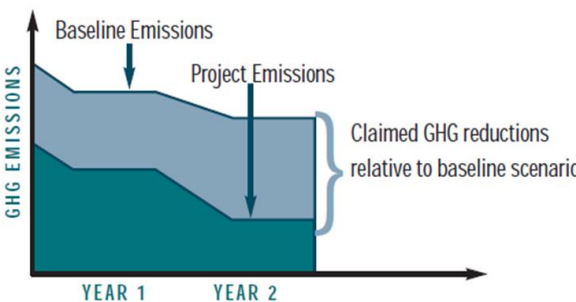 Baseline Emissions
Project Emissions
GHG EMISSIONS
Claimed GHG reductions
relative to baseline scenario
YEAR 1
YEAR 2